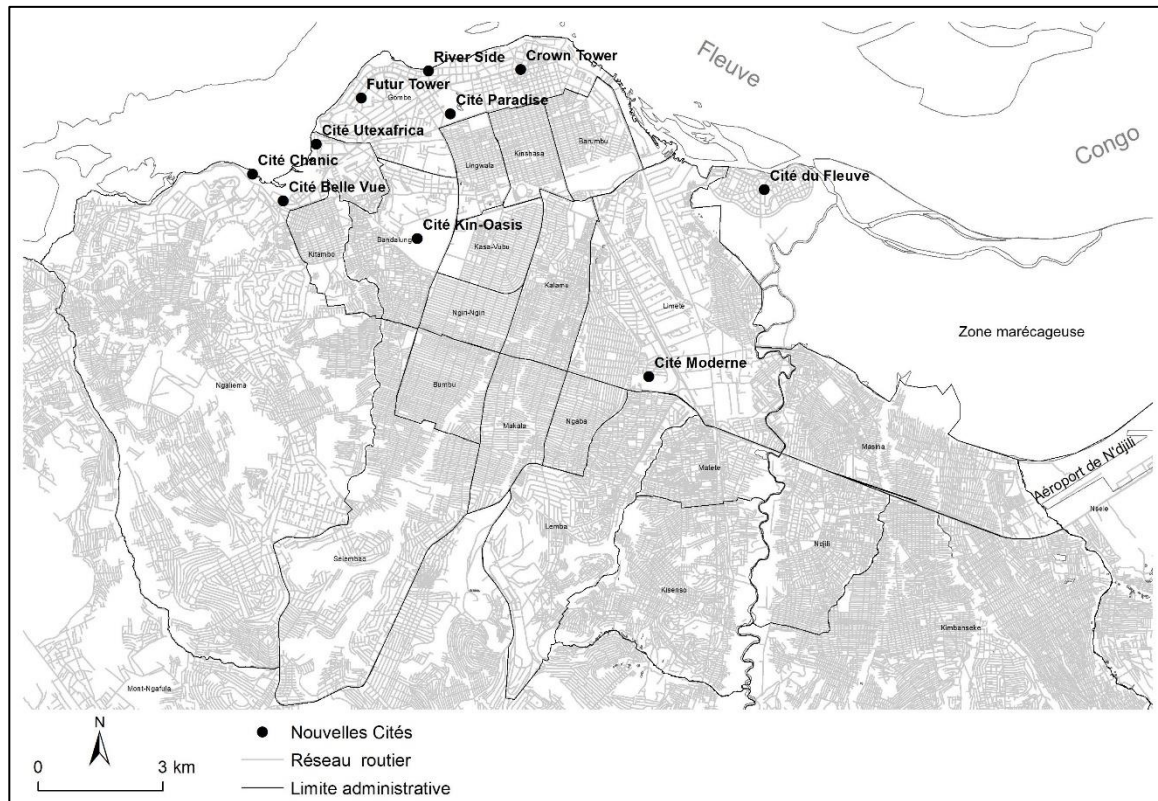 River Side
Crown Tower
Fleuve
Futur Tower
Gombe
Cité Paradise
Cité Utexafrica
Lingwala
Kinshasa
Barumbu
Congo
Cité Chanic
Cité Belle Vue
Cité du Fleuve
Cité Kin-Oasis
Bandalung
Kasa-Vubu
Kitambo
Kalamu
Ngiri-Ngiri
Limete
Zone marécageuse
Cité Moderne
Ngaliema
Bumbu
Makala
Ngaba
Masina
Matete
Aéroport de N'djili
Nsele
Lemba
Selembao
Ndjili
Kisenso
Kimbanseke
Mont-Ngafula
N
0 3 km
Nouvelles Cités
Réseau routier
Limite administrative